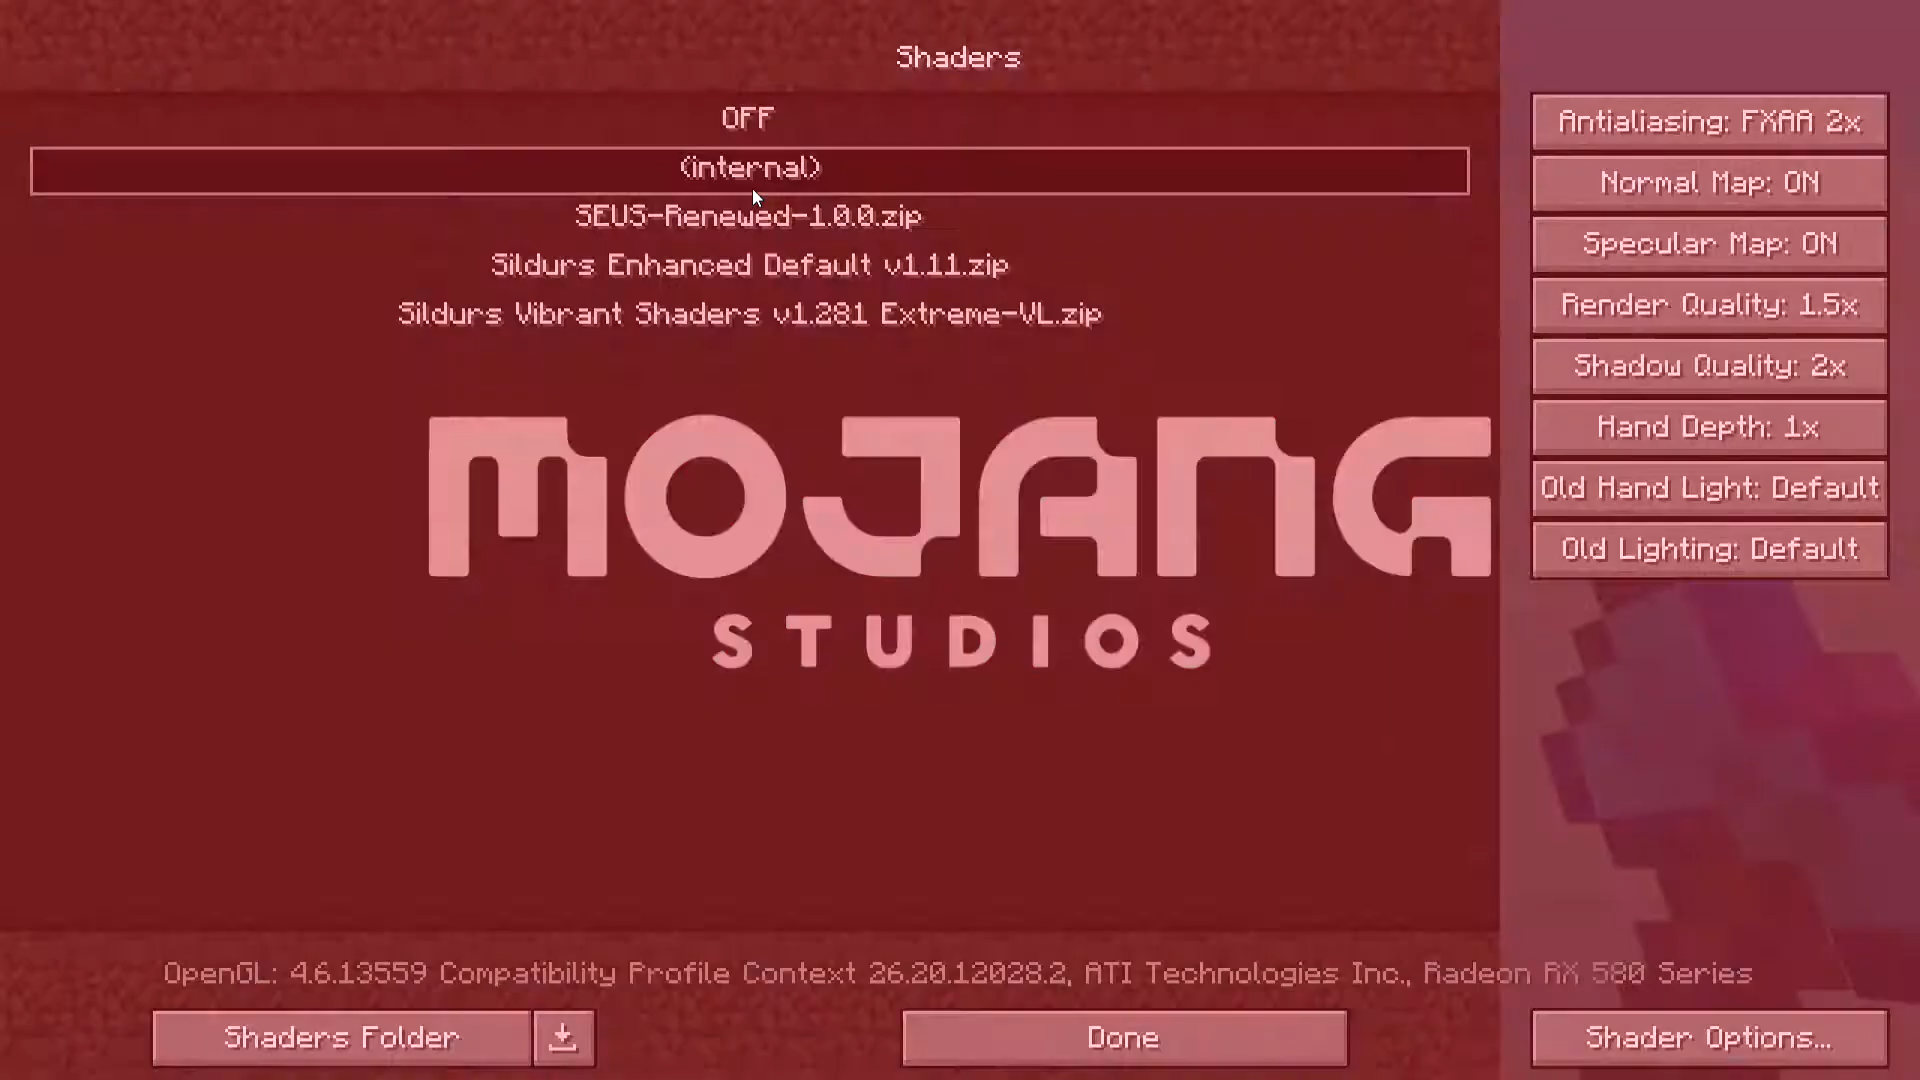 Shaders
OFF
(internal)
SEUS-Renewed-1.0.0.zip
Sildurs Enhanced Default v1.11.zip
Sildurs Vibrant Shaders v1.281 Extreme-VL.zip
MOJANG
STUDIOS
Antialiasing: FXAA 2x
Normal Map: ON
Specular Map: ON
Render Quality: 1.5x
Shadow Quality: 2x
Hand Depth: 1x
Old Hand Light: Default
Old Lighting: Default
OpenGL: 4.6.13559 Compatibility Profile Context 26.20.12028.2, ATI Technologies Inc., Radeon RX 580 Series
Shaders Folder
Done
Shader Options...